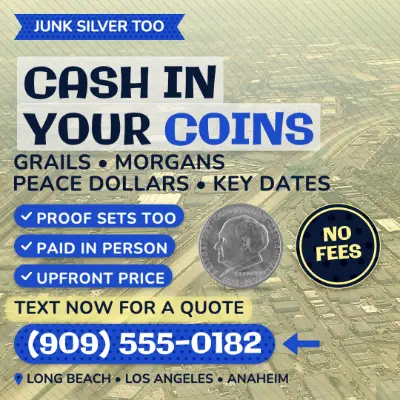 JUNK SILVER TOO
CASH IN
YOUR COINS
GRAILS • MORGANS
PEACE DOLLARS • KEY DATES
PROOF SETS TOO
PAID IN PERSON
UPFRONT PRICE
NO
FEES
TEXT NOW FOR A QUOTE
(909) 555-0182
LONG BEACH • LOS ANGELES • ANAHEIM